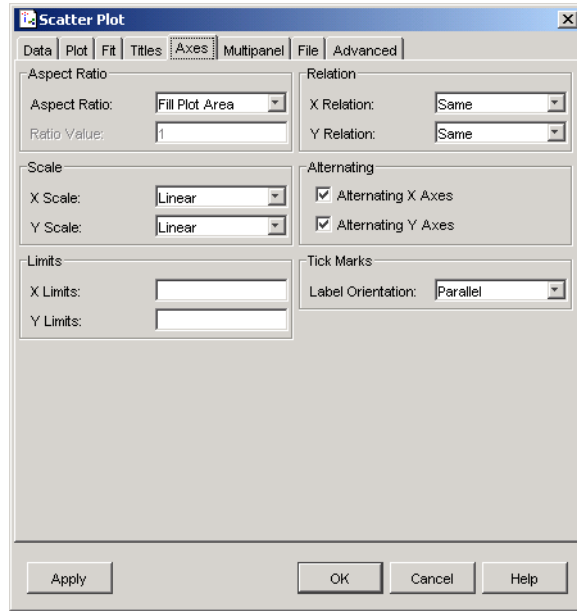 Scatter Plot
Data Plot Fit Titles Axes Multipanel File Advanced
Aspect Ratio
Aspect Ratio: Fill Plot Area
Ratio Value: 1
Scale
X Scale: Linear
Y Scale: Linear
Limits
X Limits:
Y Limits:
Relation
X Relation: Same
Y Relation: Same
Alternating
Alternating X Axes
Alternating Y Axes
Tick Marks
Label Orientation: Parallel
Apply OK Cancel Help